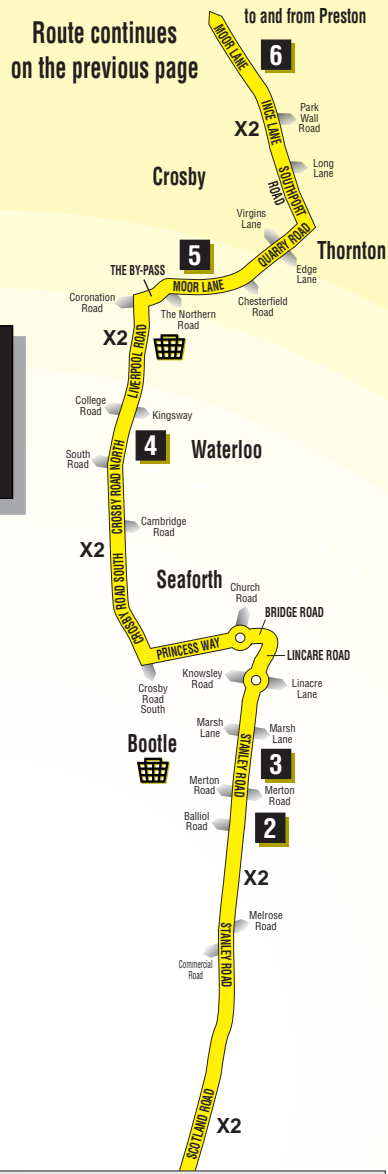 Route continues
on the previous page
to and from Preston
MOOR LANE
6
INCE LANE
Park
Wall
Road
X2
Long
Lane
SOUTHPORT
ROAD
Crosby
Virgins
Lane
QUARRY ROAD
Thornton
Edge
Lane
5
THE BY-PASS
MOOR LANE
Coronation
Road
The Northern
Road
Chesterfield
Road
X2
LIVERPOOL ROAD
College
Road
Kingsway
4
Waterloo
South
Road
CROSBY ROAD NORTH
Cambridge
Road
X2
CROSBY ROAD SOUTH
Seaforth
Church
Road
BRIDGE ROAD
PRINCESS WAY
LINCARE ROAD
Crosby
Road
South
Knowsley
Road
Linacre
Lane
Bootle
Marsh
Lane
Marsh
Lane
STANLEY ROAD
3
Merton
Road
Merton
Road
Balliol
Road
2
X2
Melrose
Road
Commercial
Road
STANLEY ROAD
SCOTLAND ROAD
X2